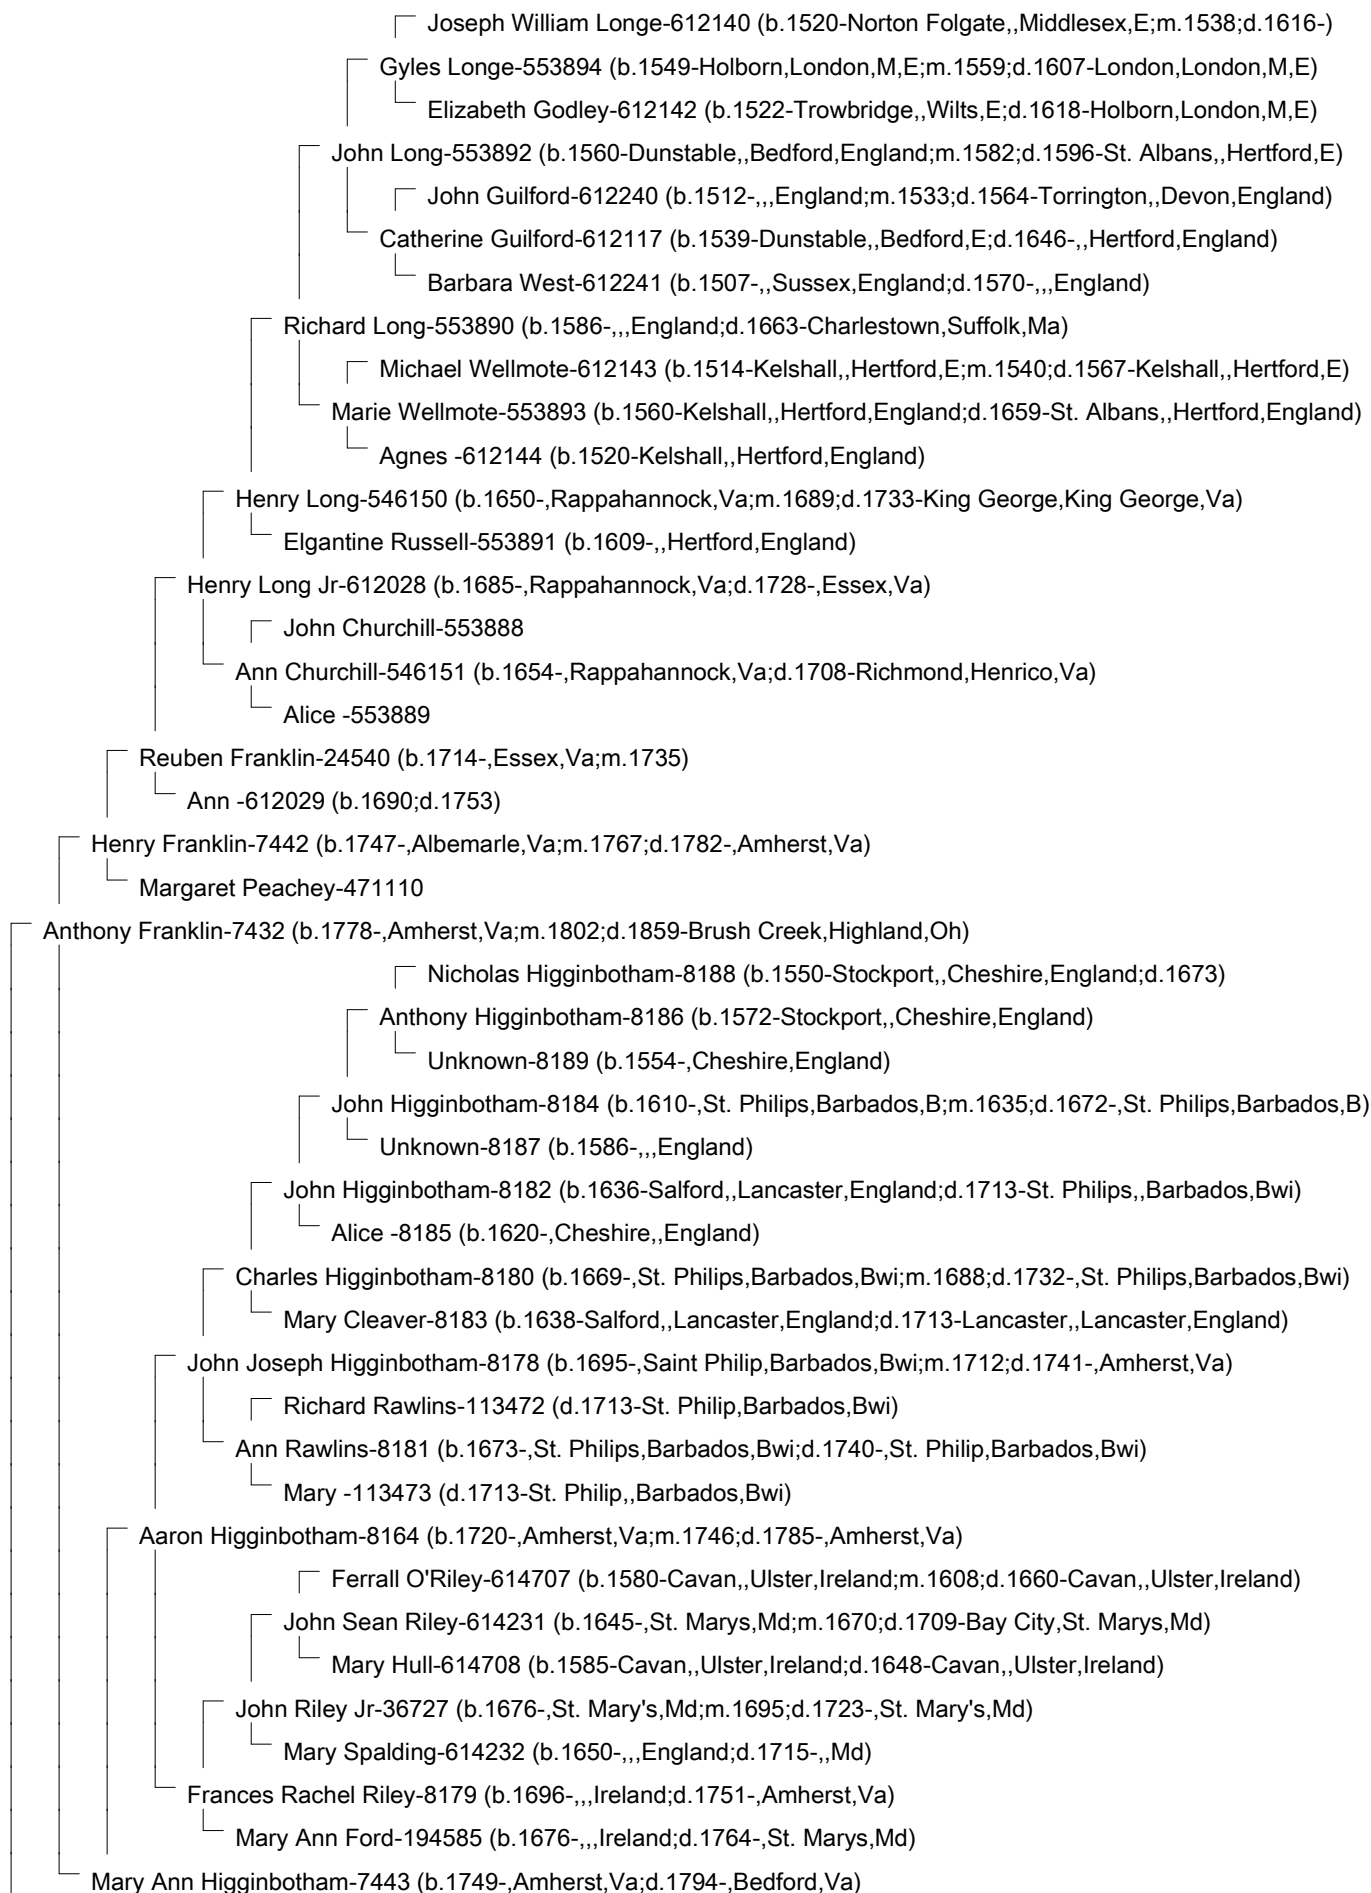 Joseph William Longe-612140 (b.1520-Norton Folgate,,Middlesex,E;m.1538;d.1616-)
Gyles Longe-553894 (b.1549-Holborn,London,M,E;m.1559;d.1607-London,London,M,E)
Elizabeth Godley-612142 (b.1522-Trowbridge,,Wilts,E;d.1618-Holborn,London,M,E)
John Long-553892 (b.1560-Dunstable,,Bedford,England;m.1582;d.1596-St. Albans,,Hertford,E)
John Guilford-612240 (b.1512-,,,England;m.1533;d.1564-Torrington,,Devon,England)
Catherine Guilford-612117 (b.1539-Dunstable,,Bedford,E;d.1646-,,Hertford,England)
Barbara West-612241 (b.1507-,,Sussex,England;d.1570-,,,England)
Richard Long-553890 (b.1586-,,,England;d.1663-Charlestown,Suffolk,Ma)
Michael Wellmote-612143 (b.1514-Kelshall,,Hertford,E;m.1540;d.1567-Kelshall,,Hertford,E)
Marie Wellmote-553893 (b.1560-Kelshall,,Hertford,England;d.1659-St. Albans,,Hertford,England)
Agnes -612144 (b.1520-Kelshall,,Hertford,England)
Henry Long-546150 (b.1650-,Rappahannock,Va;m.1689;d.1733-King George,King George,Va)
Elgantine Russell-553891 (b.1609-,,Hertford,England)
Henry Long Jr-612028 (b.1685-,Rappahannock,Va;d.1728-,Essex,Va)
John Churchill-553888
Ann Churchill-546151 (b.1654-,Rappahannock,Va;d.1708-Richmond,Henrico,Va)
Alice -553889
Reuben Franklin-24540 (b.1714-,Essex,Va;m.1735)
Ann -612029 (b.1690;d.1753)
Henry Franklin-7442 (b.1747-,Albemarle,Va;m.1767;d.1782-,Amherst,Va)
Margaret Peachey-471110
Anthony Franklin-7432 (b.1778-,Amherst,Va;m.1802;d.1859-Brush Creek,Highland,Oh)
Nicholas Higginbotham-8188 (b.1550-Stockport,,Cheshire,England;d.1673)
Anthony Higginbotham-8186 (b.1572-Stockport,,Cheshire,England)
Unknown-8189 (b.1554-,Cheshire,England)
John Higginbotham-8184 (b.1610-,St. Philips,Barbados,B;m.1635;d.1672-,St. Philips,Barbados,B)
Unknown-8187 (b.1586-,,,England)
John Higginbotham-8182 (b.1636-Salford,,Lancaster,England;d.1713-St. Philips,,Barbados,Bwi)
Alice -8185 (b.1620-,Cheshire,,England)
Charles Higginbotham-8180 (b.1669-,St. Philips,Barbados,Bwi;m.1688;d.1732-,St. Philips,Barbados,Bwi)
Mary Cleaver-8183 (b.1638-Salford,,Lancaster,England;d.1713-Lancaster,,Lancaster,England)
John Joseph Higginbotham-8178 (b.1695-,Saint Philip,Barbados,Bwi;m.1712;d.1741-,Amherst,Va)
Richard Rawlins-113472 (d.1713-St. Philip,Barbados,Bwi)
Ann Rawlins-8181 (b.1673-,St. Philips,Barbados,Bwi;d.1740-,St. Philip,Barbados,Bwi)
Mary -113473 (d.1713-St. Philip,,Barbados,Bwi)
Aaron Higginbotham-8164 (b.1720-,Amherst,Va;m.1746;d.1785-,Amherst,Va)
Ferrall O'Riley-614707 (b.1580-Cavan,,Ulster,Ireland;m.1608;d.1660-Cavan,,Ulster,Ireland)
John Sean Riley-614231 (b.1645-,St. Marys,Md;m.1670;d.1709-Bay City,St. Marys,Md)
Mary Hull-614708 (b.1585-Cavan,,Ulster,Ireland;d.1648-Cavan,,Ulster,Ireland)
John Riley Jr-36727 (b.1676-,St. Mary's,Md;m.1695;d.1723-,St. Mary's,Md)
Mary Spalding-614232 (b.1650-,,,England;d.1715-,,Md)
Frances Rachel Riley-8179 (b.1696-,,,Ireland;d.1751-,Amherst,Va)
Mary Ann Ford-194585 (b.1676-,,,Ireland;d.1764-,St. Marys,Md)
Mary Ann Higginbotham-7443 (b.1749-,Amherst,Va;d.1794-,Bedford,Va)